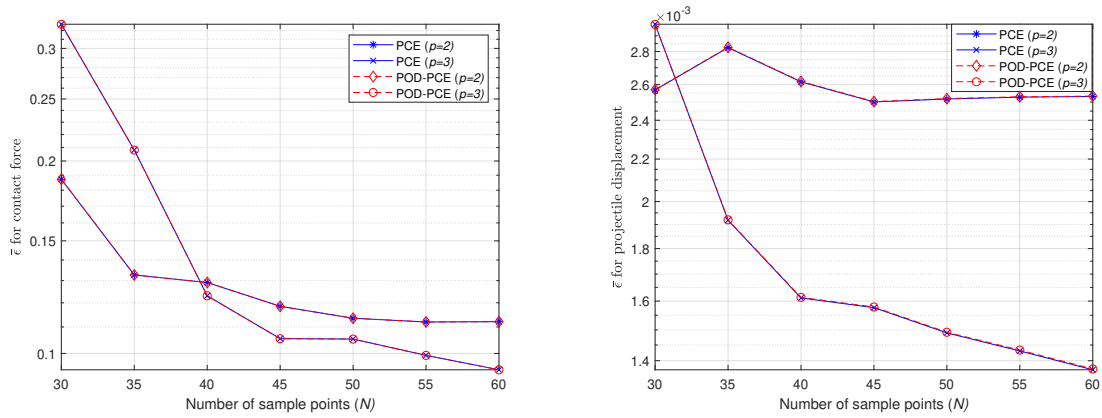 0.3
0.25
0.2
0.15
0.1
30 35 40 45 50 55 60
Number of sample points (N)
ε̄ for contact force
PCE (p=2)
PCE (p=3)
POD-PCE (p=2)
POD-PCE (p=3)
×10⁻³
2.8
2.6
2.4
2.2
2
1.8
1.6
1.4
30 35 40 45 50 55 60
Number of sample points (N)
ε̄ for projectile displacement
PCE (p=2)
PCE (p=3)
POD-PCE (p=2)
POD-PCE (p=3)